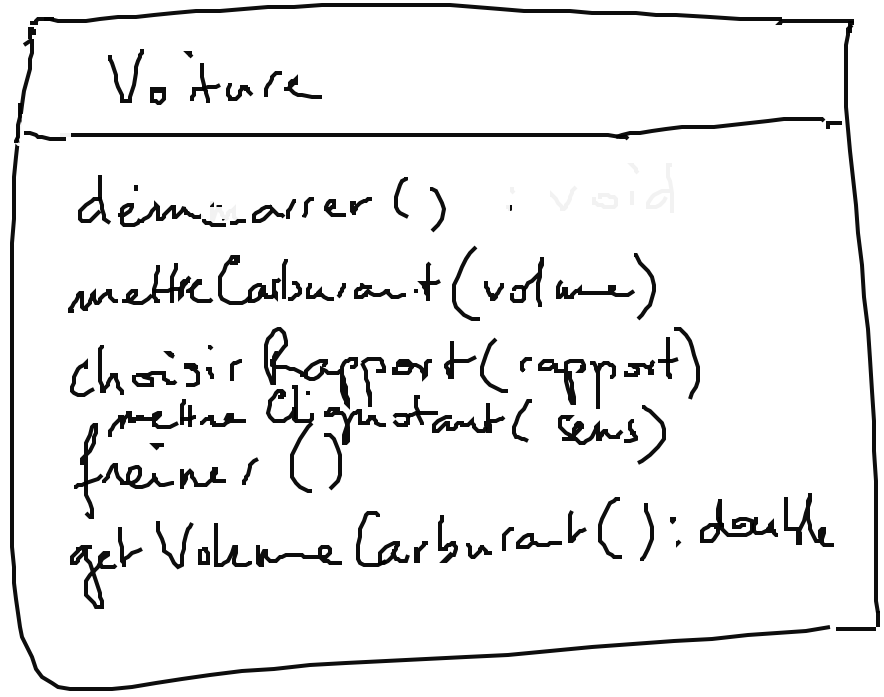 Voiture
démarrer() : void
mettreCarburant(volume)
choisirRapport(rapport)
mettreClignotant(sens)
freiner()
getVolumeCarburant() : double